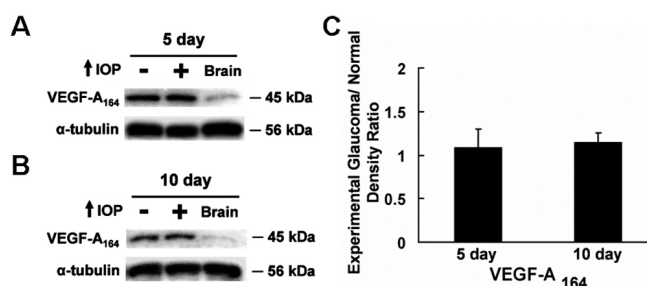 A
5 day
↑ IOP - + Brain
VEGF-A164 — 45 kDa
α-tubulin — 56 kDa
B
10 day
↑ IOP - + Brain
VEGF-A164 — 45 kDa
α-tubulin — 56 kDa
C
Experimental Glaucoma/ Normal
Density Ratio
2
1.5
1
0.5
0
5 day 10 day
VEGF-A 164